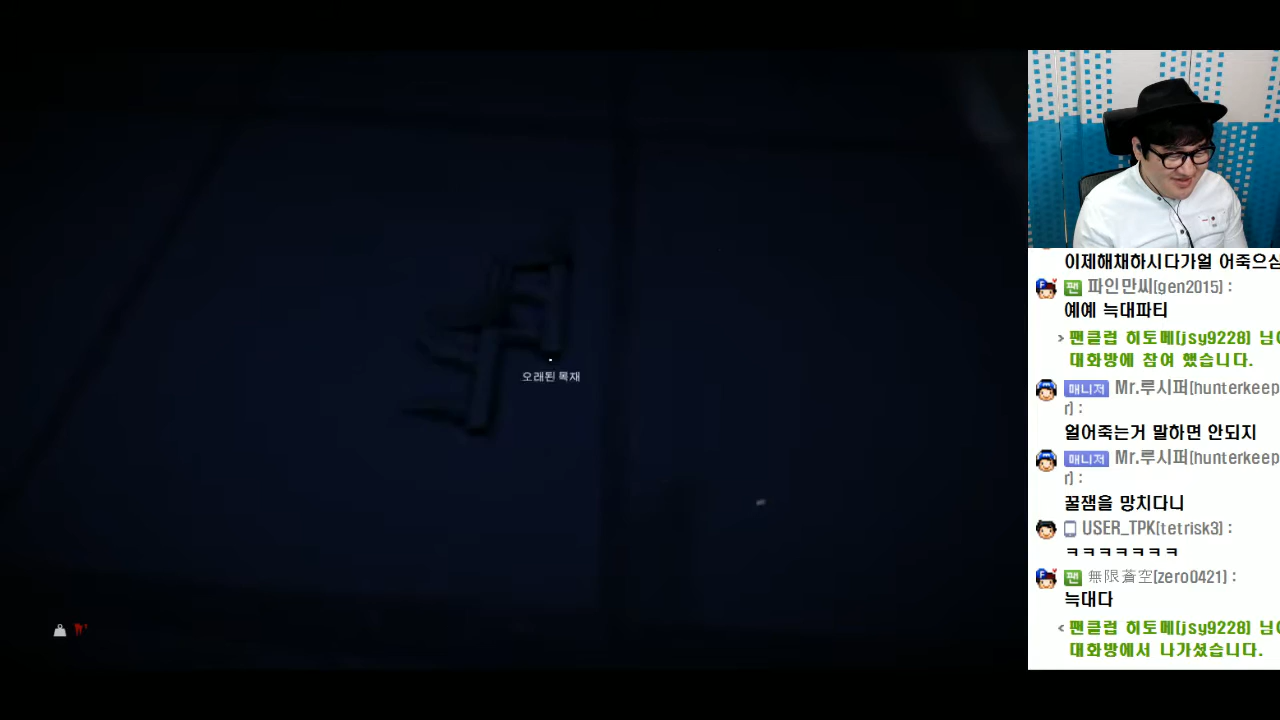 오래된 목재
이제해채하시다가얼 어죽으심
팬 파인만씨[gen2015] :
예예 늑대파티
> 팬클럽 히토메[jsy9228] 님이
대화방에 참여 했습니다.
매니저 Mr.루시퍼[hunterkeepe
r] :
얼어죽는거 말하면 안되지
매니저 Mr.루시퍼[hunterkeepe
r] :
꿀잼을 망치다니
USER_TPK[tetrisk3] :
ㅋㅋㅋㅋㅋㅋㅋ
팬 無限蒼空[zero0421] :
늑대다
< 팬클럽 히토메[jsy9228] 님이
대화방에서 나가셨습니다.